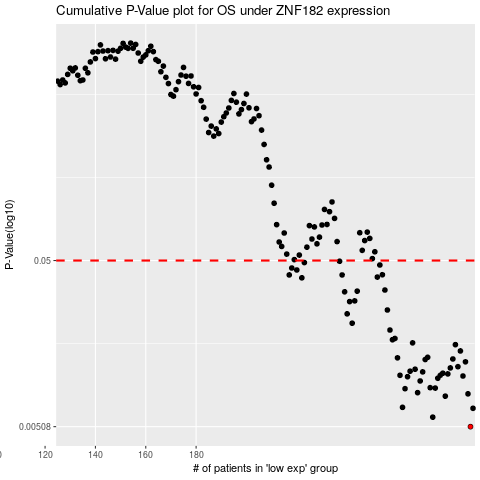 Cumulative P-Value plot for OS under ZNF182 expression
P-Value(log10)
0.05
0.00508
0
120
140
160
180
# of patients in 'low exp' group